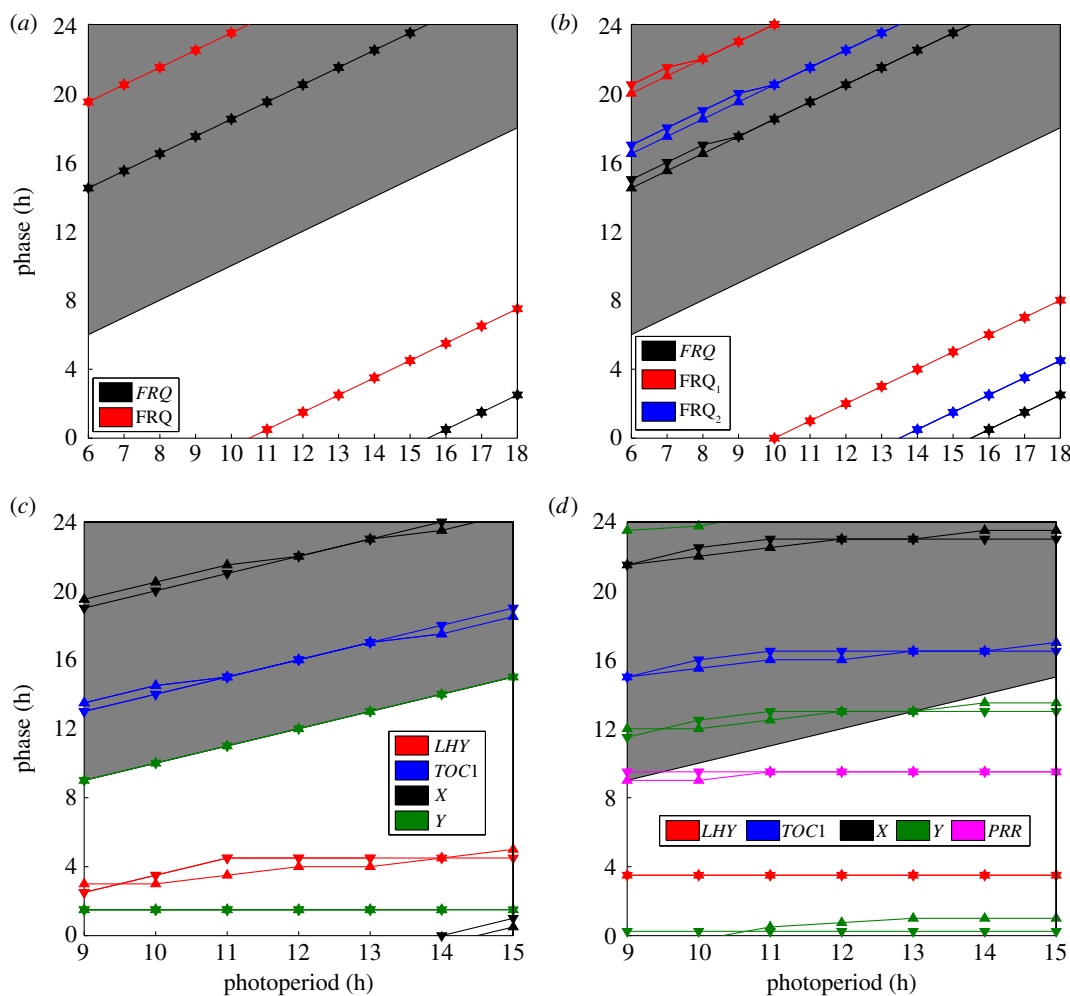 (a)
(b)
24
20
16
12
8
4
0
phase (h)
FRQ
FRQ
6 7 8 9 10 11 12 13 14 15 16 17 18
24
20
16
12
8
4
0
FRQ
FRQ1
FRQ2
6 7 8 9 10 11 12 13 14 15 16 17 18
(c)
(d)
24
20
16
12
8
4
0
phase (h)
LHY
TOC1
X
Y
9 10 11 12 13 14 15
photoperiod (h)
24
20
16
12
8
4
0
LHY TOC1 X Y PRR
9 10 11 12 13 14 15
photoperiod (h)